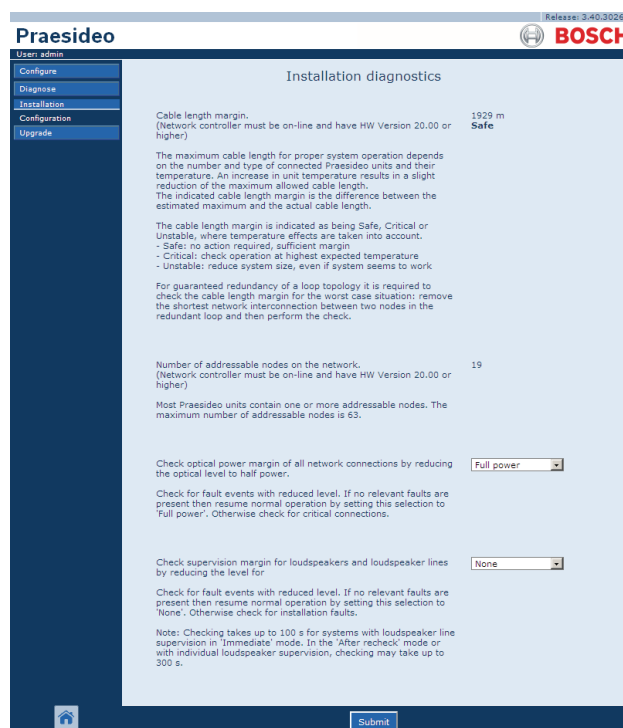 Release: 3.40.3026
Praesideo
BOSCH
User: admin
Configure
Diagnose
Installation
Configuration
Upgrade
Installation diagnostics
Cable length margin.
(Network controller must be on-line and have HW Version 20.00 or
higher)
1929 m
Safe
The maximum cable length for proper system operation depends
on the number and type of connected Praesideo units and their
temperature. An increase in unit temperature results in a slight
reduction of the maximum allowed cable length.
The indicated cable length margin is the difference between the
estimated maximum and the actual cable length.
The cable length margin is indicated as being Safe, Critical or
Unstable, where temperature effects are taken into account.
- Safe: no action required, sufficient margin
- Critical: check operation at highest expected temperature
- Unstable: reduce system size, even if system seems to work
For guaranteed redundancy of a loop topology it is required to
check the cable length margin for the worst case situation: remove
the shortest network interconnection between two nodes in the
redundant loop and then perform the check.
Number of addressable nodes on the network.
(Network controller must be on-line and have HW Version 20.00 or
higher)
19
Most Praesideo units contain one or more addressable nodes. The
maximum number of addressable nodes is 63.
Check optical power margin of all network connections by reducing
the optical level to half power.
Full power
Check for fault events with reduced level. If no relevant faults are
present then resume normal operation by setting this selection to
'Full power'. Otherwise check for critical connections.
Check supervision margin for loudspeakers and loudspeaker lines
by reducing the level for
None
Check for fault events with reduced level. If no relevant faults are
present then resume normal operation by setting this selection to
'None'. Otherwise check for installation faults.
Note: Checking takes up to 100 s for systems with loudspeaker line
supervision in 'Immediate' mode. In the 'After recheck' mode or
with individual loudspeaker supervision, checking may take up to
300 s.
Submit